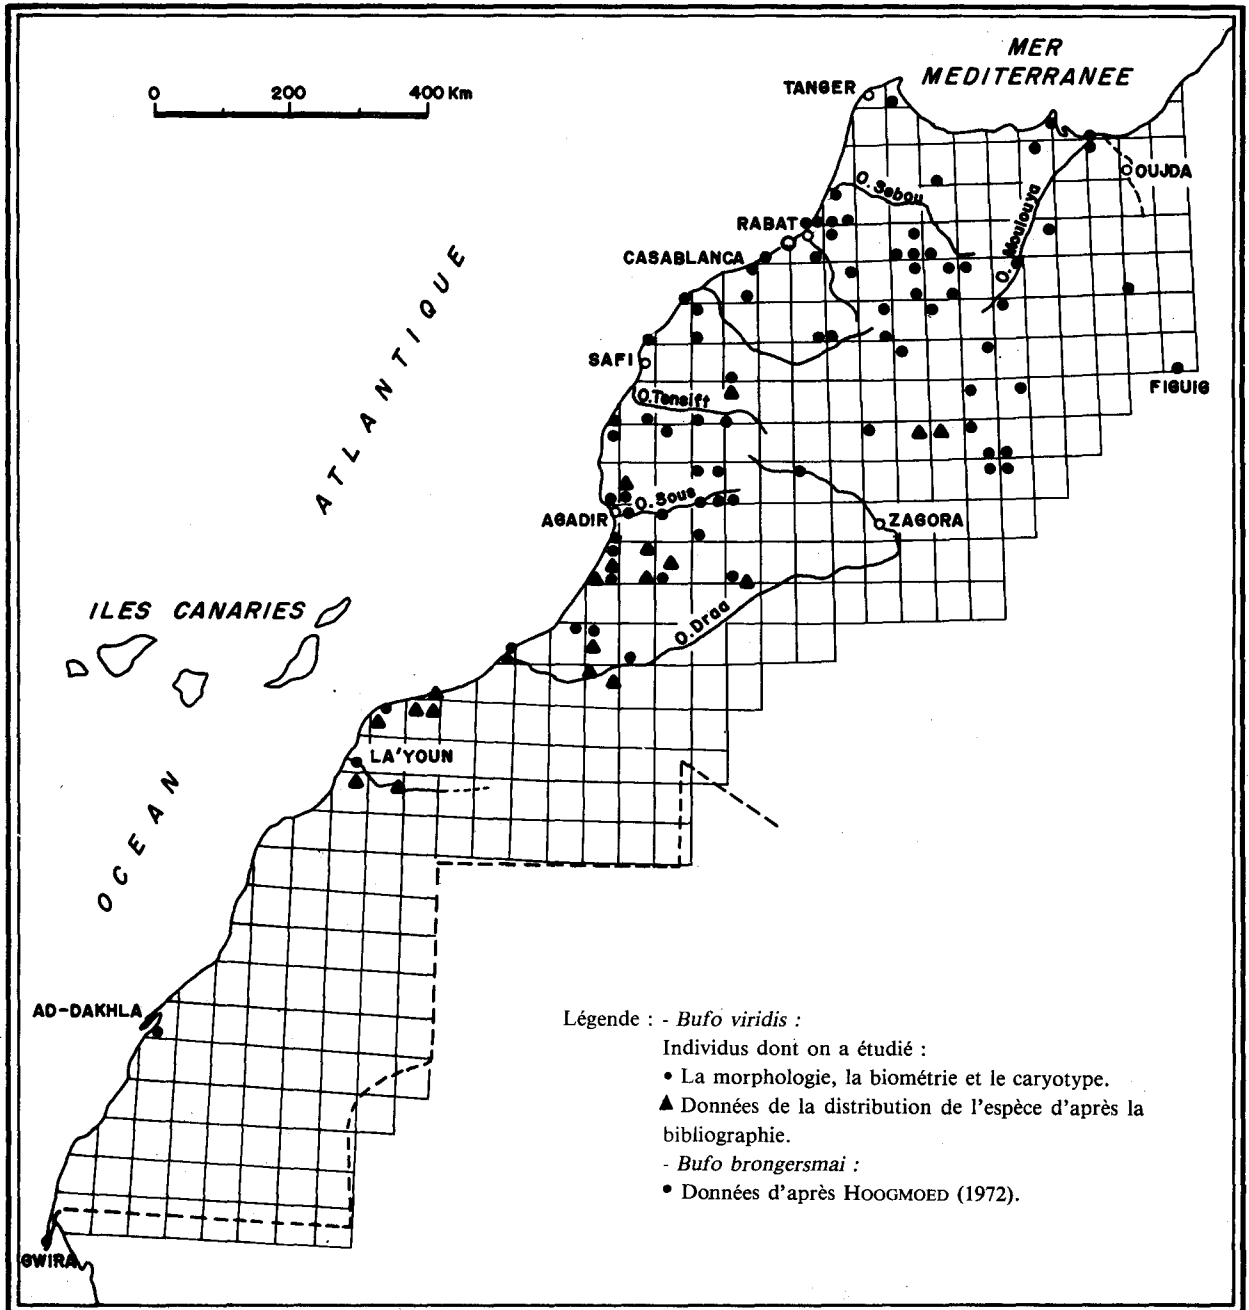 MER
MEDITERRANEE
0 200 400 Km
TANGER
OUJDA
O. Sebou
O. Moulouya
RABAT
CASABLANCA
SAFI
FIGUIG
O. Tensift
O. Sous
AGADIR
ZAGORA
O. Draa
ILES CANARIES
OCEAN ATLANTIQUE
LA'YOUN
AD-DAKHLA
GWIRA
Légende : - Bufo viridis :
Individus dont on a étudié :
• La morphologie, la biométrie et le caryotype.
▲ Données de la distribution de l'espèce d'après la
bibliographie.
- Bufo brongersmai :
• Données d'après HOOGMOED (1972).